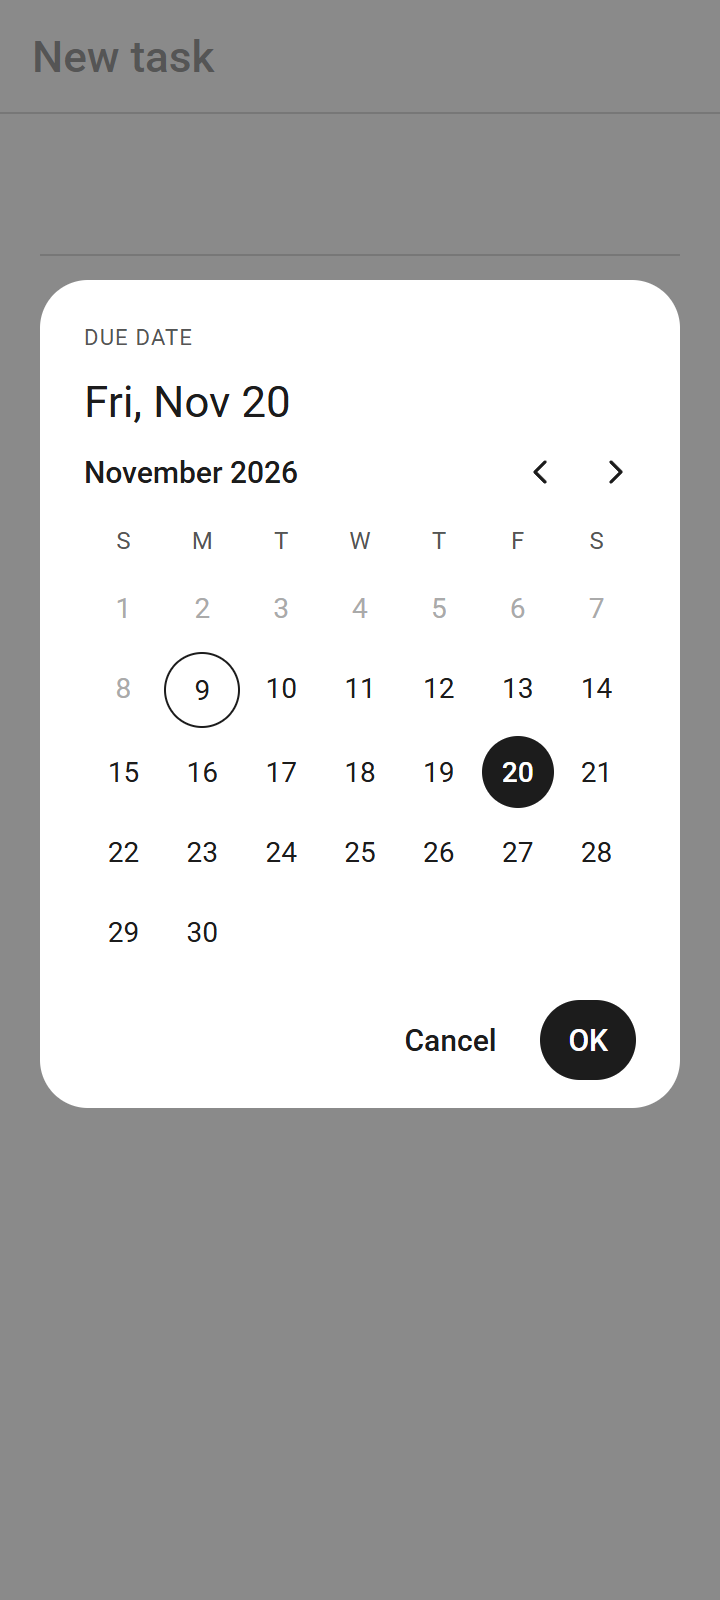 New task
DUE DATE
Fri, Nov 20
November 2026
S M T W T F S
1 2 3 4 5 6 7
8 9 10 11 12 13 14
15 16 17 18 19 20 21
22 23 24 25 26 27 28
29 30
Cancel OK